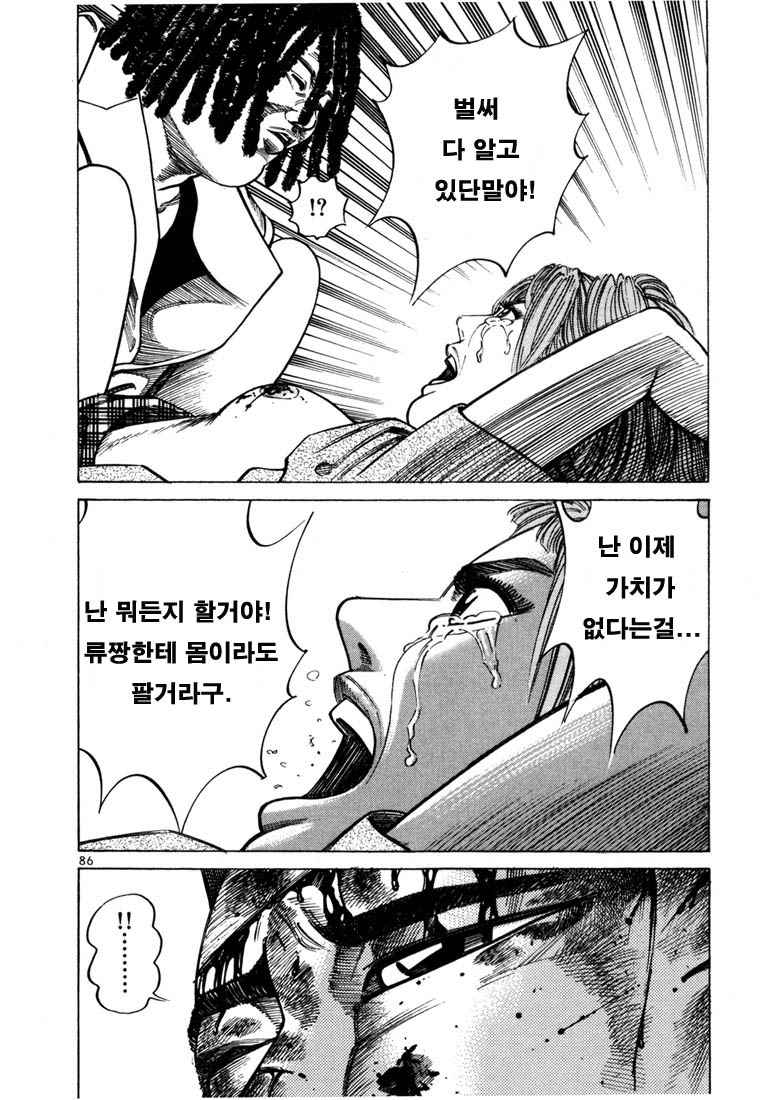 벌써
다 알고
있단말야!
!?
난 이제
가치가
없다는걸...
난 뭐든지 할거야!
류짱한테 몸이라도
팔거라구.
86
!!……